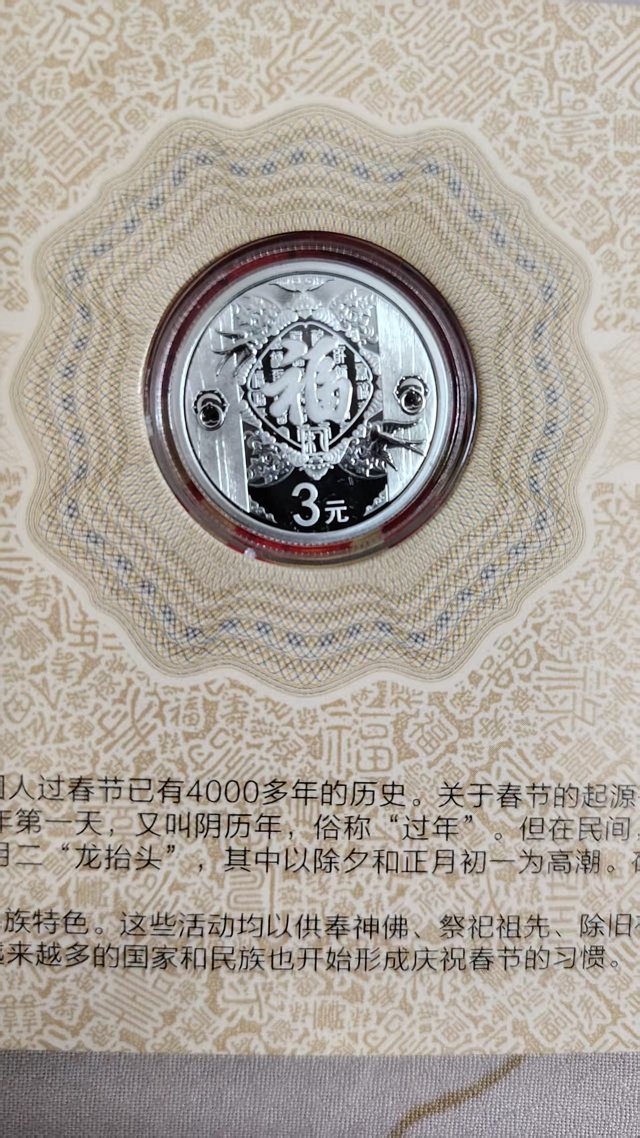 福
3元
人过春节已有4000多年的历史。关于春节的起源
年第一天，又叫阴历年，俗称“过年”。但在民间，
月二“龙抬头”，其中以除夕和正月初一为高潮。
族特色。这些活动均以供奉神佛、祭祀祖先、除旧
越来越多的国家和民族也开始形成庆祝春节的习惯。